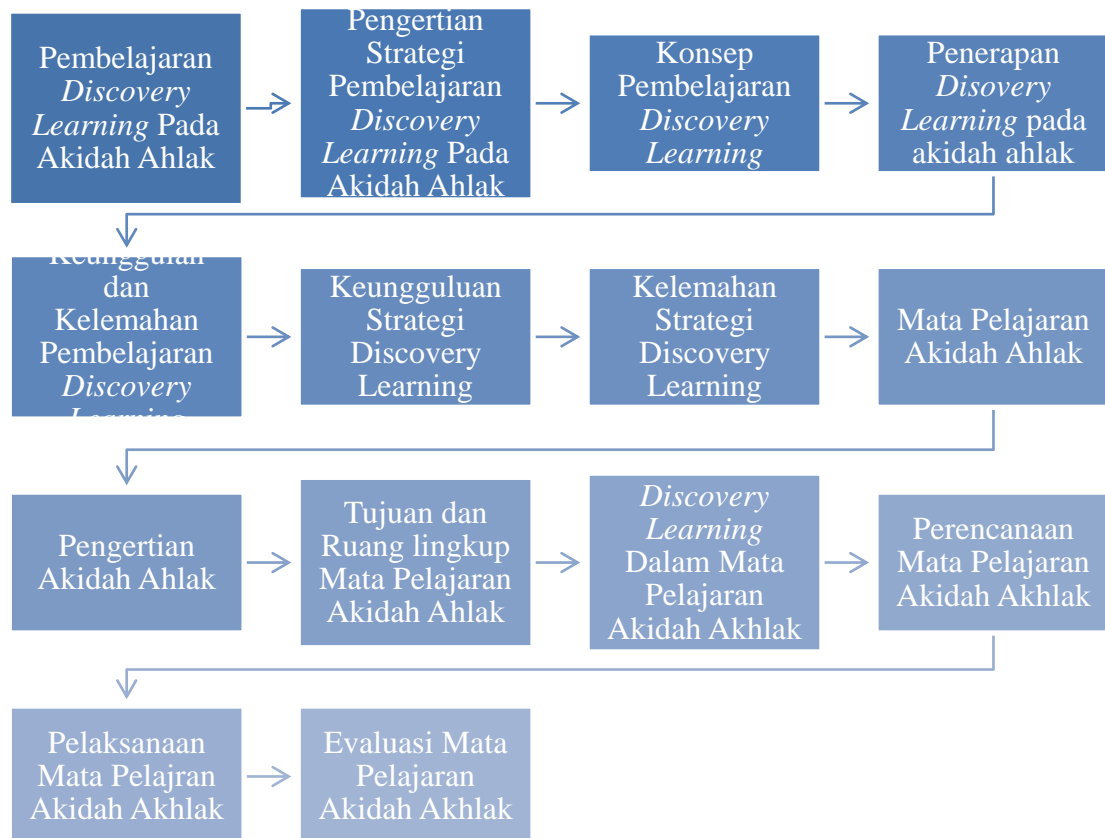 Pembelajaran
Discovery
Learning Pada
Akidah Ahlak
Pengertian
Strategi
Pembelajaran
Discovery
Learning Pada
Akidah Ahlak
Konsep
Pembelajaran
Discovery
Learning
Penerapan
Disovery
Learning pada
akidah ahlak
Keunggulan
dan
Kelemahan
Pembelajaran
Discovery
Learning
Keungguluan
Strategi
Discovery
Learning
Kelemahan
Strategi
Discovery
Learning
Mata Pelajaran
Akidah Ahlak
Pengertian
Akidah Ahlak
Tujuan dan
Ruang lingkup
Mata Pelajaran
Akidah Ahlak
Discovery
Learning
Dalam Mata
Pelajaran
Akidah Akhlak
Perencanaan
Mata Pelajaran
Akidah Akhlak
Pelaksanaan
Mata Pelajran
Akidah Akhlak
Evaluasi Mata
Pelajaran
Akidah Akhlak